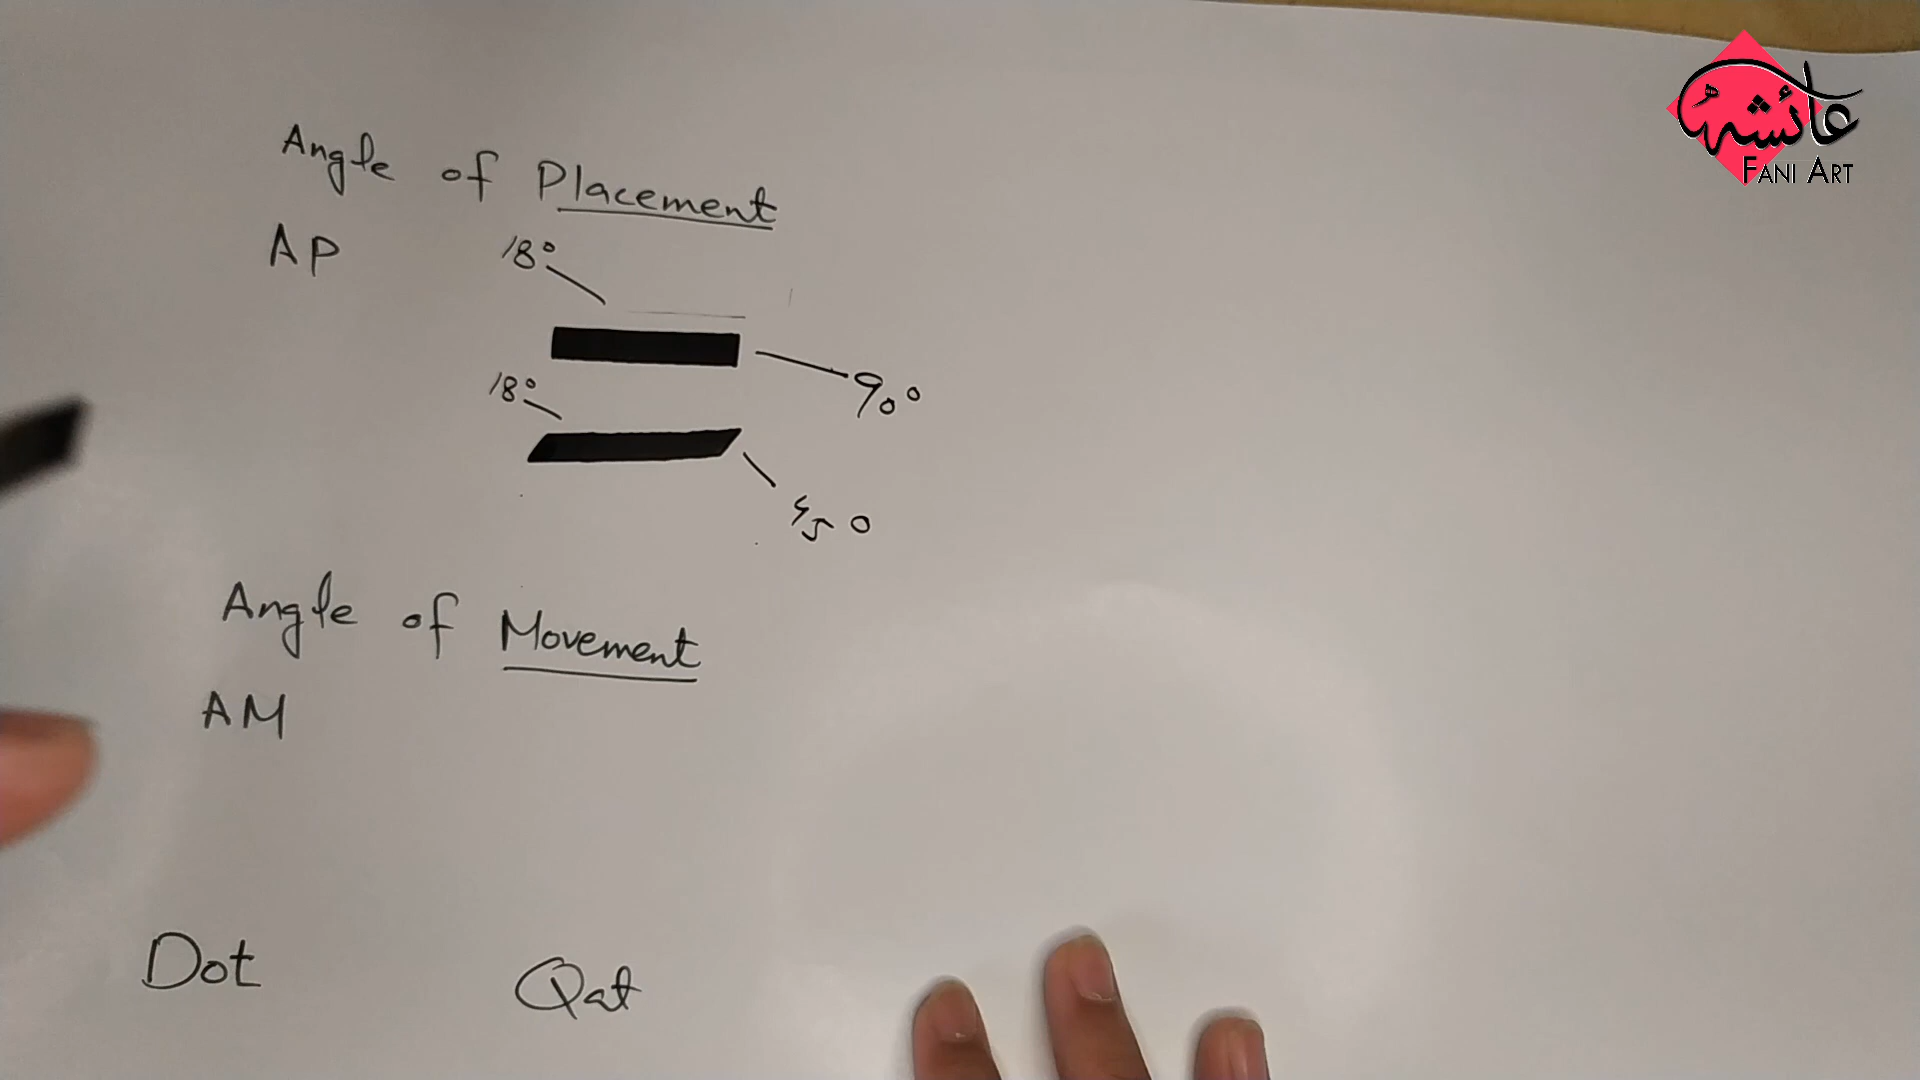 Angle of Placement
AP
18°
90°
18°
45°
Angle of Movement
AM
Dot Qat
عائشہ
FANI ART